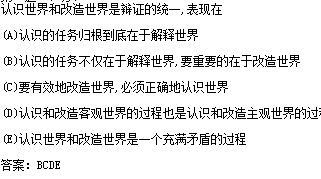 认识世界和改造世界是辩证的统一,表现在
(A)认识的任务归根到底在于解释世界
(B)认识的任务不仅在于解释世界,更重要的在于改造世界
(C)要有效地改造世界,必须正确地认识世界
(D)认识和改造客观世界的过程也是认识和改造主观世界的过
(E)认识世界和改造世界是一个充满矛盾的过程
答案：BCDE